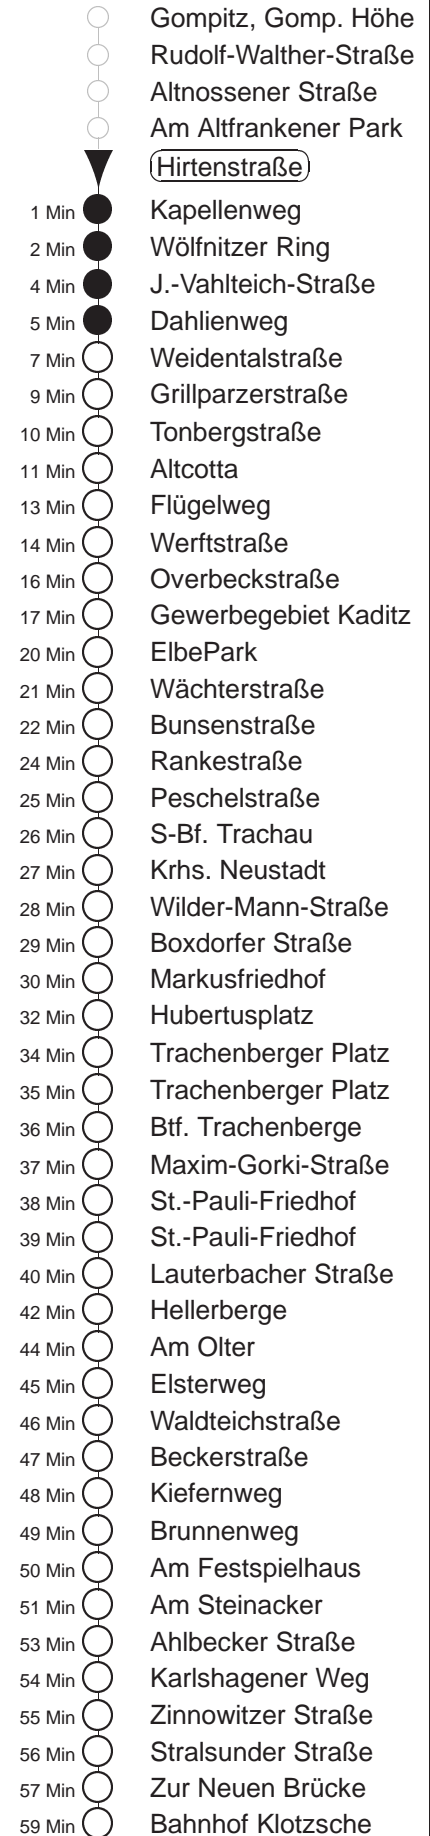 Gompitz, Gomp. Höhe
Rudolf-Walther-Straße
Altnossener Straße
Am Altfrankener Park
Hirtenstraße
1 Min Kapellenweg
2 Min Wölfnitzer Ring
4 Min J.-Vahlteich-Straße
5 Min Dahlienweg
7 Min Weidentalstraße
9 Min Grillparzerstraße
10 Min Tonbergstraße
11 Min Altcotta
13 Min Flügelweg
14 Min Werftstraße
16 Min Overbeckstraße
17 Min Gewerbegebiet Kaditz
20 Min ElbePark
21 Min Wächterstraße
22 Min Bunsenstraße
24 Min Rankestraße
25 Min Peschelstraße
26 Min S-Bf. Trachau
27 Min Krhs. Neustadt
28 Min Wilder-Mann-Straße
29 Min Boxdorfer Straße
30 Min Markusfriedhof
32 Min Hubertusplatz
34 Min Trachenberger Platz
35 Min Trachenberger Platz
36 Min Btf. Trachenberge
37 Min Maxim-Gorki-Straße
38 Min St.-Pauli-Friedhof
39 Min St.-Pauli-Friedhof
40 Min Lauterbacher Straße
42 Min Hellerberge
44 Min Am Olter
45 Min Elsterweg
46 Min Waldteichstraße
47 Min Beckerstraße
48 Min Kiefernweg
49 Min Brunnenweg
50 Min Am Festspielhaus
51 Min Am Steinacker
53 Min Ahlbecker Straße
54 Min Karlshagener Weg
55 Min Zinnowitzer Straße
56 Min Stralsunder Straße
57 Min Zur Neuen Brücke
59 Min Bahnhof Klotzsche